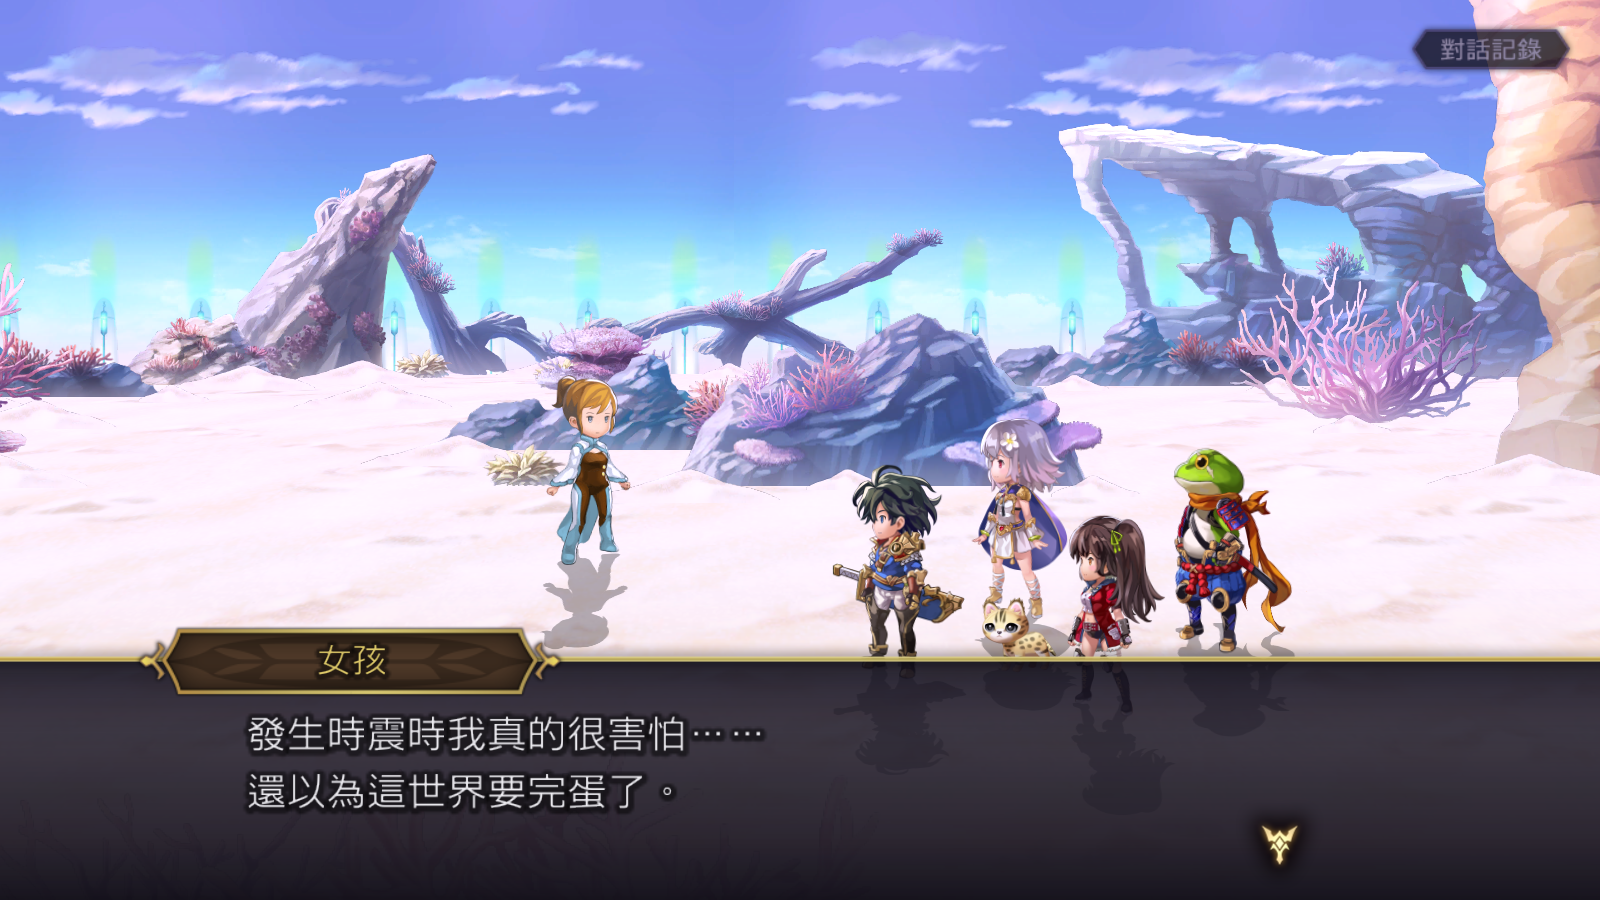 對話記錄
女孩
發生時震時我真的很害怕⋯⋯
還以為這世界要完蛋了。